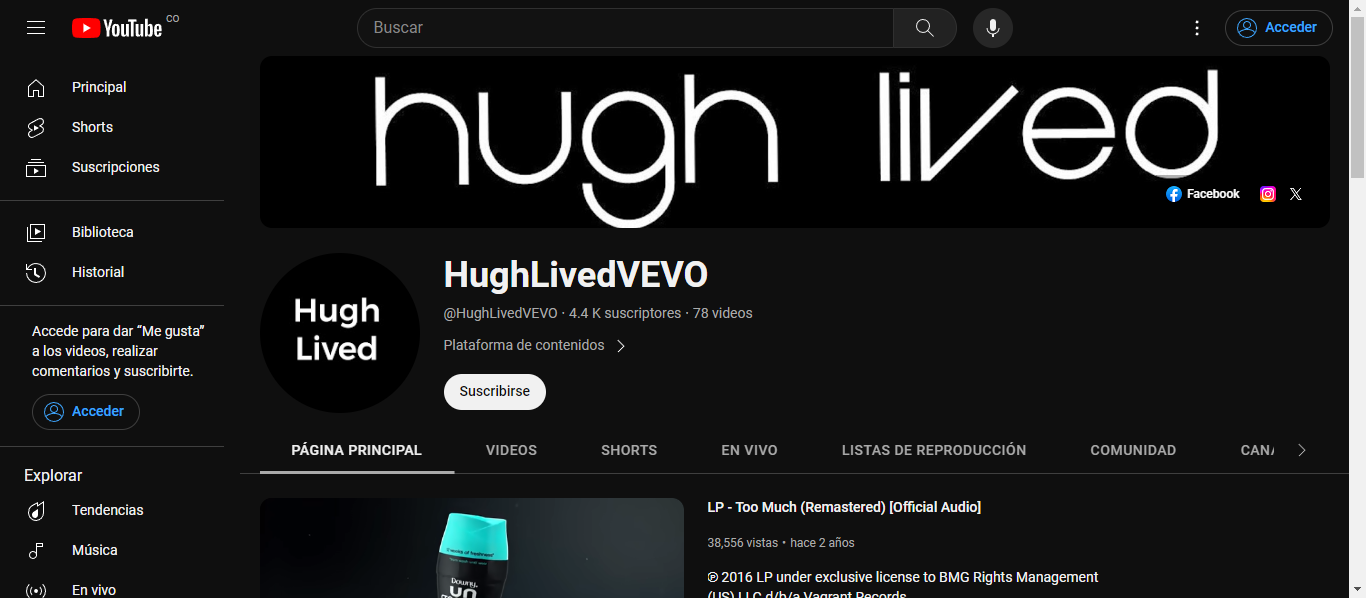 YouTube CO
Buscar
Acceder
Principal
Shorts
Suscripciones
Biblioteca
Historial
Accede para dar “Me gusta”
a los videos, realizar
comentarios y suscribirte.
Acceder
Explorar
Tendencias
Música
En vivo
hugh lived
Facebook
Hugh
Lived
HughLivedVEVO
@HughLivedVEVO · 4.4 K suscriptores · 78 videos
Plataforma de contenidos
Suscribirse
PÁGINA PRINCIPAL
VIDEOS
SHORTS
EN VIVO
LISTAS DE REPRODUCCIÓN
COMUNIDAD
CANA
Downy
UN
LP - Too Much (Remastered) [Official Audio]
38,556 vistas · hace 2 años
℗ 2016 LP under exclusive license to BMG Rights Management
(US) LLC d/b/a Vagrant Records